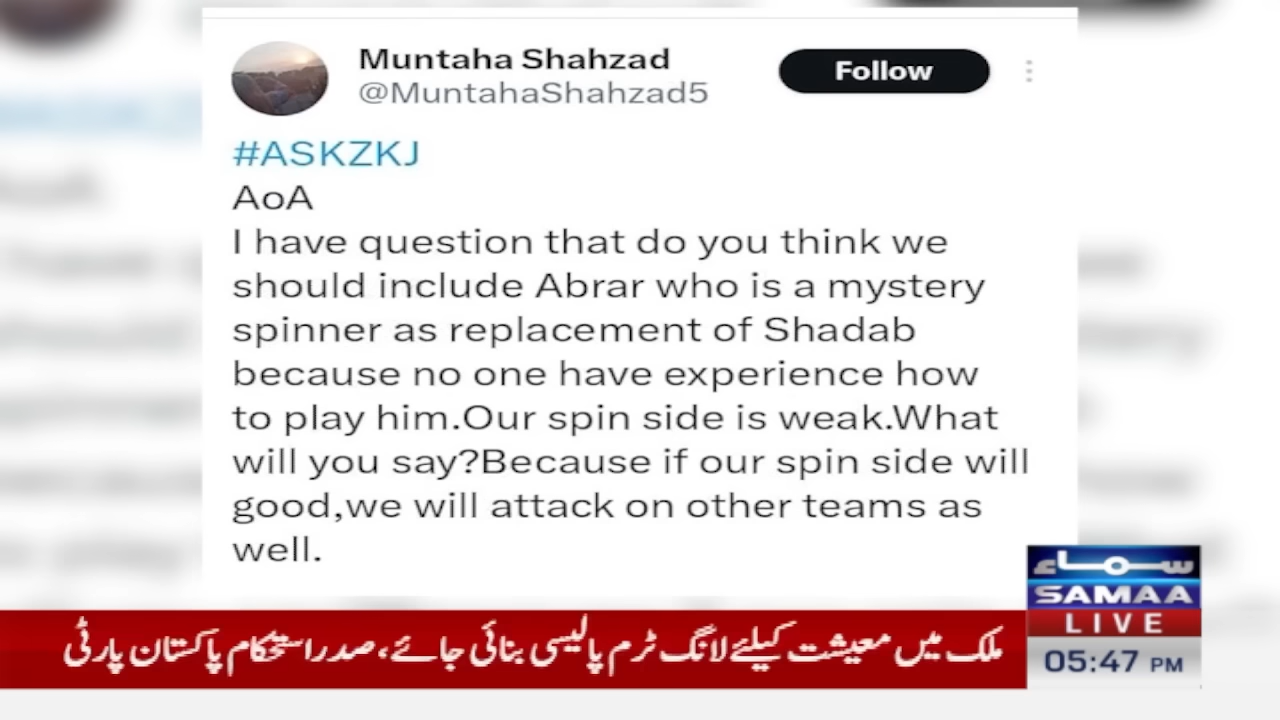 Muntaha Shahzad
@MuntahaShahzad5
Follow
#ASKZKJ
AoA
I have question that do you think we
should include Abrar who is a mystery
spinner as replacement of Shadab
because no one have experience how
to play him.Our spin side is weak.What
will you say?Because if our spin side will
good,we will attack on other teams as
well.
سماء
SAMAA
LIVE
05:47 PM
ملک میں معیشت کیلئے لانگ ٹرم پالیسی بنائی جائے، صدر استحکام پاکستان پارٹی